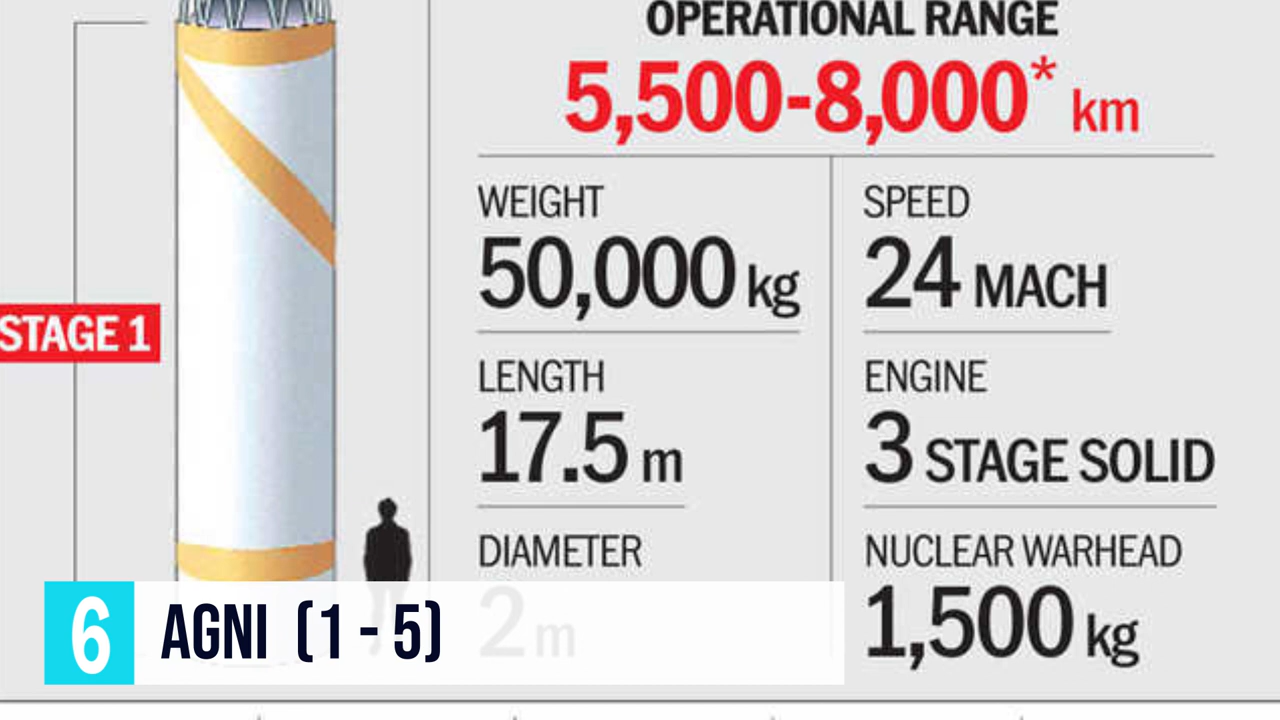 OPERATIONAL RANGE
5,500-8,000* km
WEIGHT
50,000 kg
SPEED
24 MACH
STAGE 1
LENGTH
17.5 m
ENGINE
3 STAGE SOLID
DIAMETER
2 m
NUCLEAR WARHEAD
1,500 kg
6 AGNI (1 - 5)